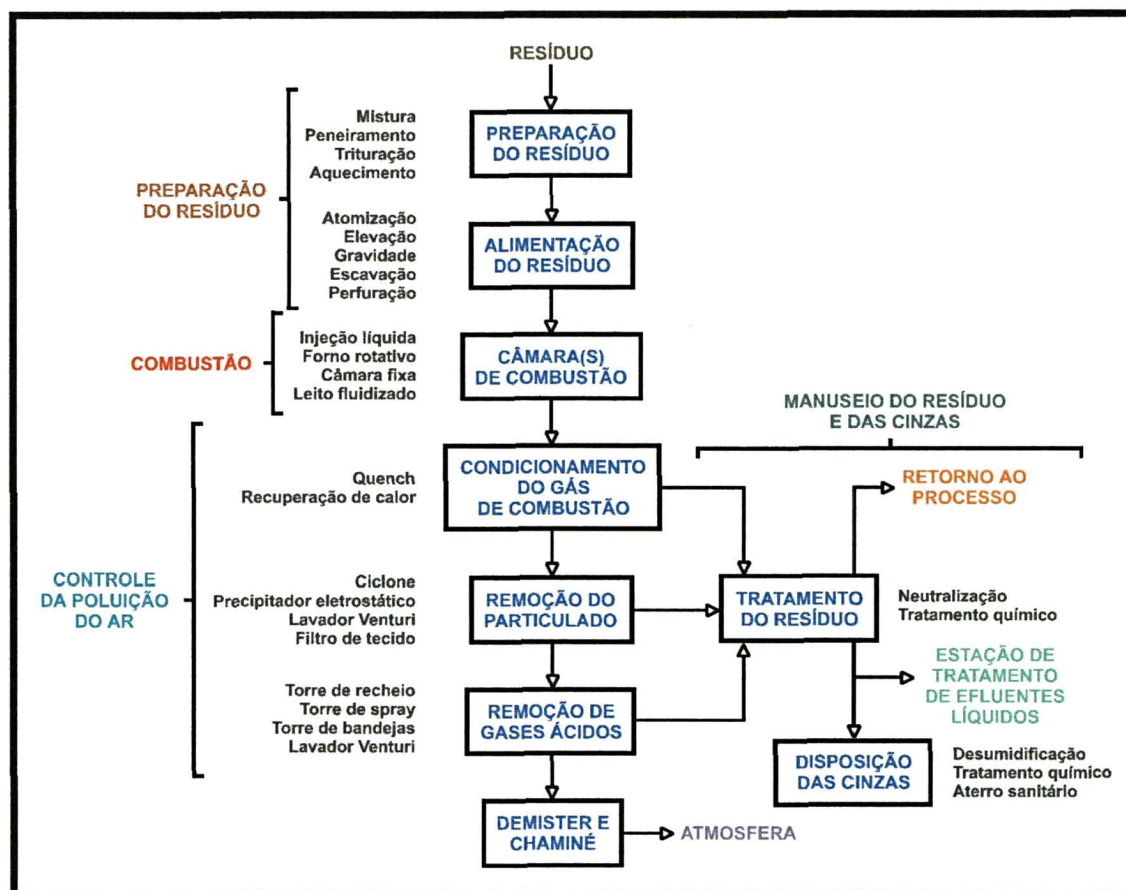 RESÍDUO
Mistura
Peneiramento
Trituração
Aquecimento
PREPARAÇÃO
DO RESÍDUO
PREPARAÇÃO
DO RESÍDUO
Atomização
Elevação
Gravidade
Escavação
Perfuração
ALIMENTAÇÃO
DO RESÍDUO
COMBUSTÃO
Injeção líquida
Forno rotativo
Câmara fixa
Leito fluidizado
CÂMARA(S)
DE COMBUSTÃO
MANUSEIO DO RESÍDUO
E DAS CINZAS
Quench
Recuperação de calor
CONDICIONAMENTO
DO GÁS
DE COMBUSTÃO
RETORNO AO
PROCESSO
CONTROLE
DA POLUIÇÃO
DO AR
Ciclone
Precipitador eletrostático
Lavador Venturi
Filtro de tecido
REMOÇÃO DO
PARTICULADO
TRATAMENTO
DO RESÍDUO
Neutralização
Tratamento químico
ESTAÇÃO DE
TRATAMENTO
DE EFLUENTES
LÍQUIDOS
Torre de recheio
Torre de spray
Torre de bandejas
Lavador Venturi
REMOÇÃO DE
GASES ÁCIDOS
DISPOSIÇÃO
DAS CINZAS
Desumidificação
Tratamento químico
Aterro sanitário
DEMISTER E
CHAMINÉ
ATMOSFERA